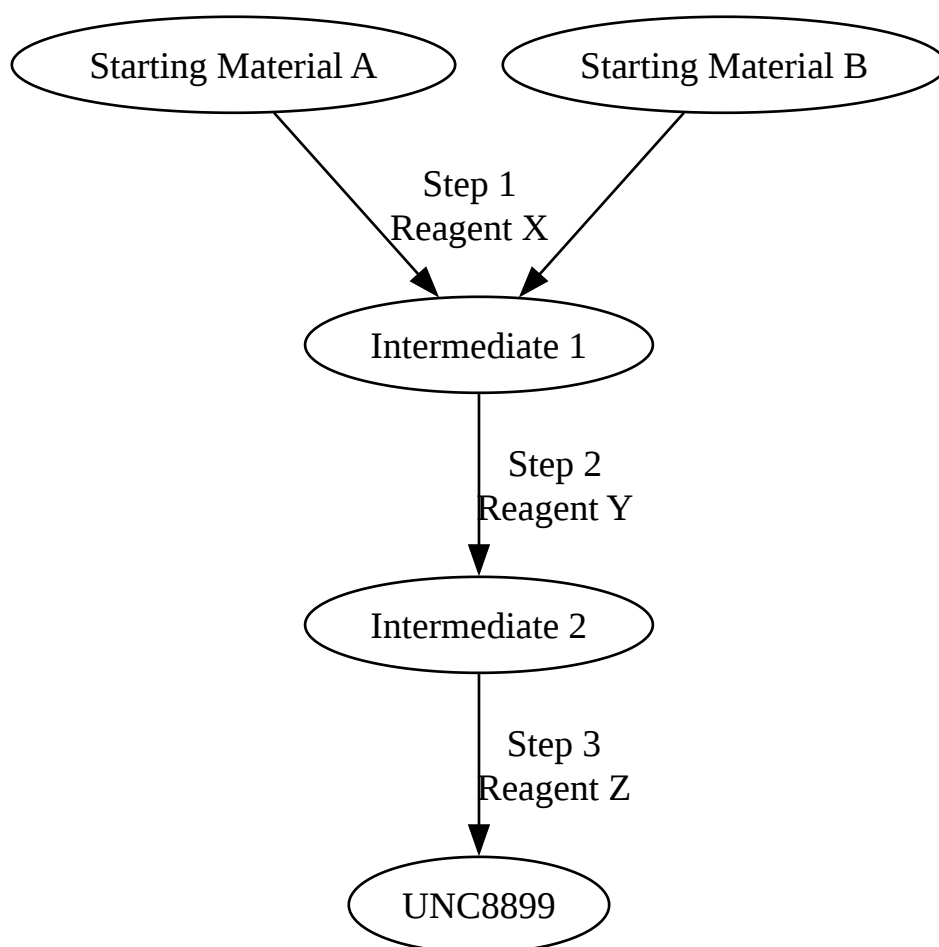 Starting Material A
Starting Material B
Step 1
Reagent X
Intermediate 1
Step 2
Reagent Y
Intermediate 2
Step 3
Reagent Z
UNC8899